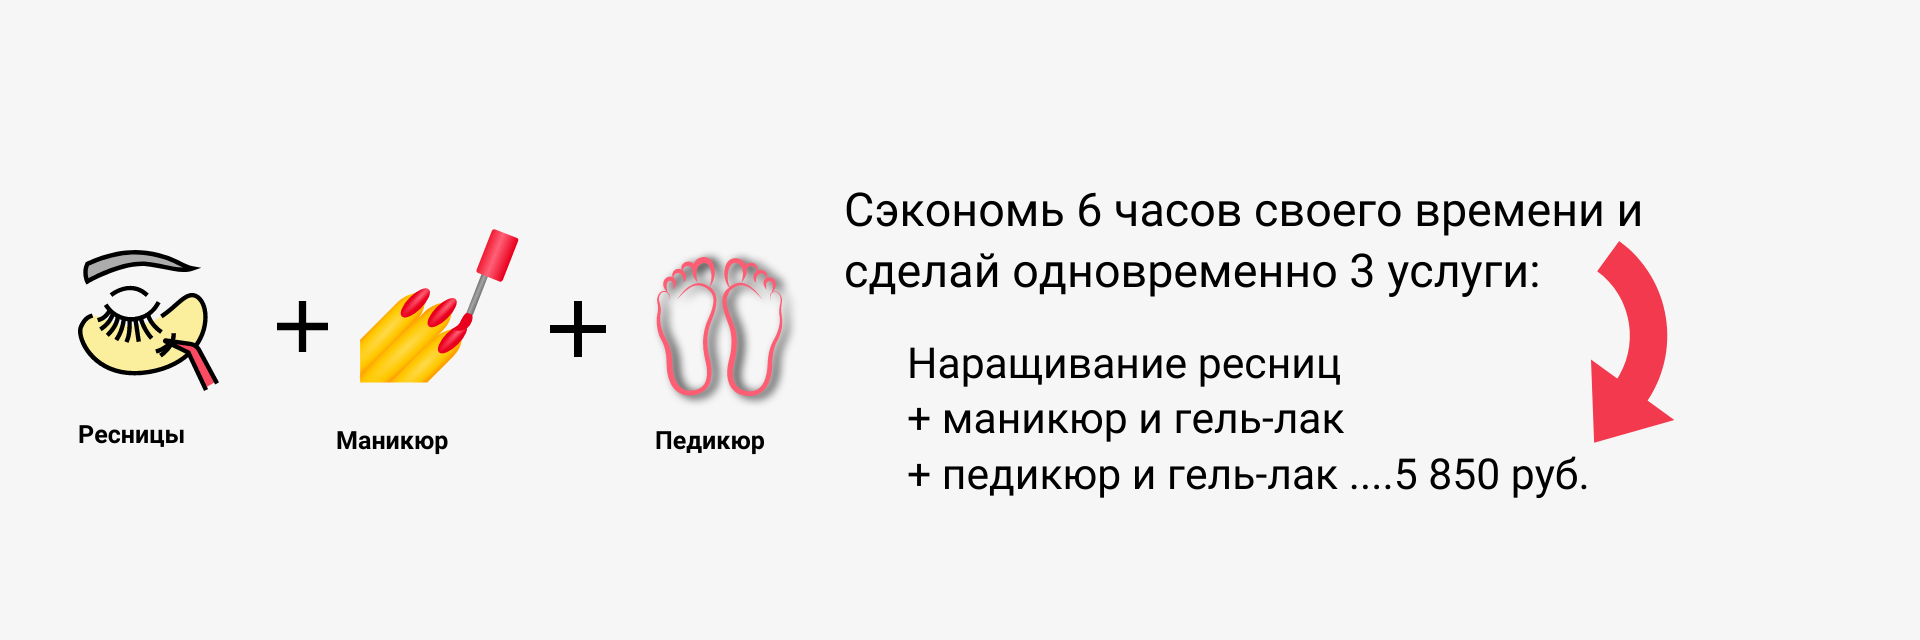 Сэкономь 6 часов своего времени и
сделай одновременно 3 услуги:
Наращивание ресниц
+ маникюр и гель-лак
+ педикюр и гель-лак ....5 850 руб.
Ресницы
+
Маникюр
+
Педикюр